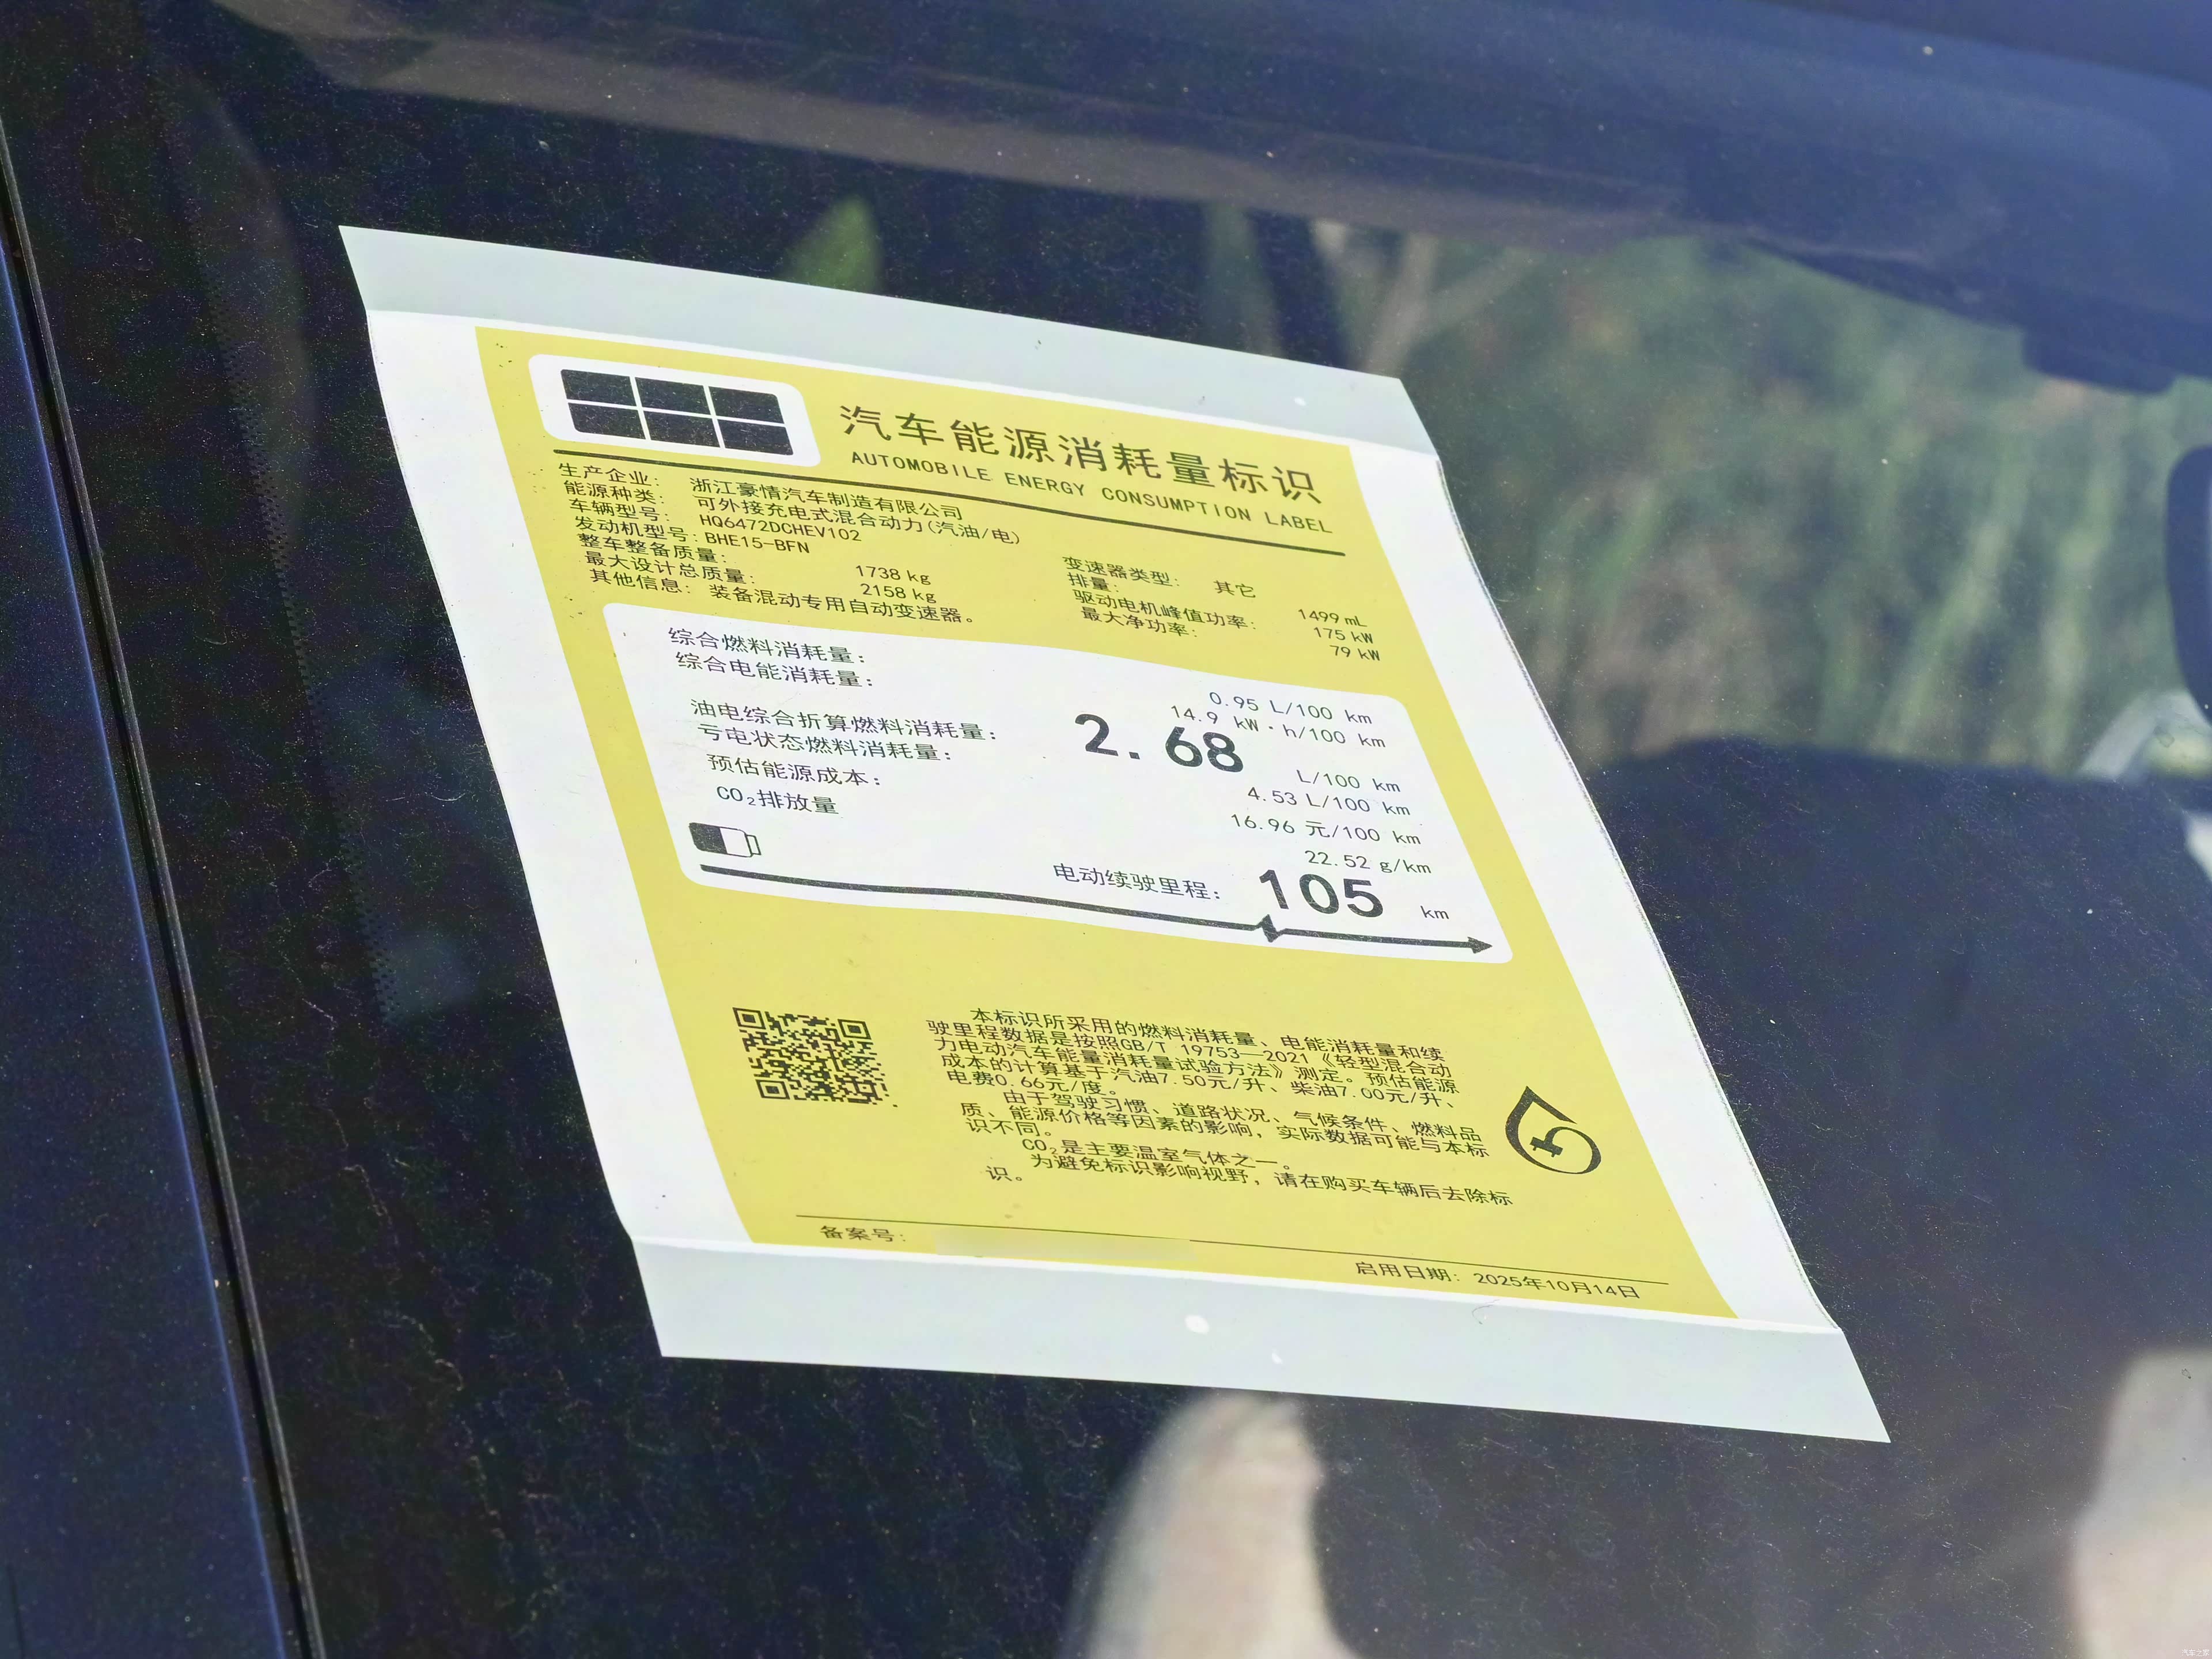 汽车能源消耗量标识
AUTOMOBILE ENERGY CONSUMPTION LABEL
生产企业: 浙江豪情汽车制造有限公司
能源种类: 可外接充电式混合动力(汽油/电)
车辆型号: HQ6472DCHEV102
发动机型号: BHE15-BFN
变速器类型: 其它
整车整备质量: 1738 kg
排量: 1499 mL
最大设计总质量: 2158 kg
驱动电机峰值功率: 175 kW
其他信息: 装备混动专用自动变速器。
最大净功率: 79 kW
综合燃料消耗量: 0.95 L/100 km
综合电能消耗量: 14.9 kW·h/100 km
油电综合折算燃料消耗量: 2.68 L/100 km
亏电状态燃料消耗量: 4.53 L/100 km
预估能源成本: 16.96 元/100 km
CO₂排放量 22.52 g/km
电动续驶里程: 105 km
本标识所采用的燃料消耗量、电能消耗量和续
驶里程数据是按照GB/T 19753—2021《轻型混合动
力电动汽车能量消耗量试验方法》测定。预估能源
成本的计算基于汽油7.50元/升、柴油7.00元/升、
电费0.66元/度。
由于驾驶习惯、道路状况、气候条件、燃料品
质、能源价格等因素的影响，实际数据可能与本标
识不同。
CO₂是主要温室气体之一。
为避免标识影响视野，请在购买车辆后去除标
识。
备案号:
启用日期: 2025年10月14日
汽车之家